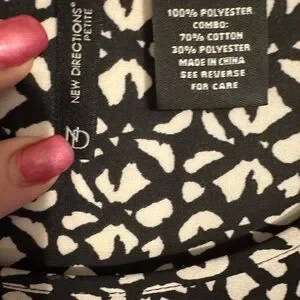 NEW DIRECTIONS®
PETITE
ND
100% POLYESTER
COMBO:
70% COTTON
30% POLYESTER
MADE IN CHINA
SEE REVERSE
FOR CARE